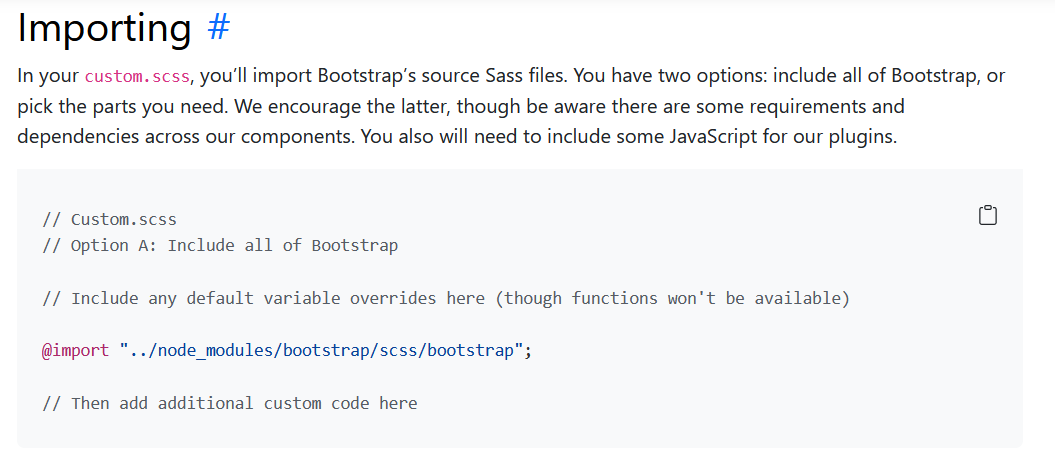 Importing #
In your custom.scss, you’ll import Bootstrap’s source Sass files. You have two options: include all of Bootstrap, or
pick the parts you need. We encourage the latter, though be aware there are some requirements and
dependencies across our components. You also will need to include some JavaScript for our plugins.
// Custom.scss
// Option A: Include all of Bootstrap
// Include any default variable overrides here (though functions won't be available)
@import "../node_modules/bootstrap/scss/bootstrap";
// Then add additional custom code here